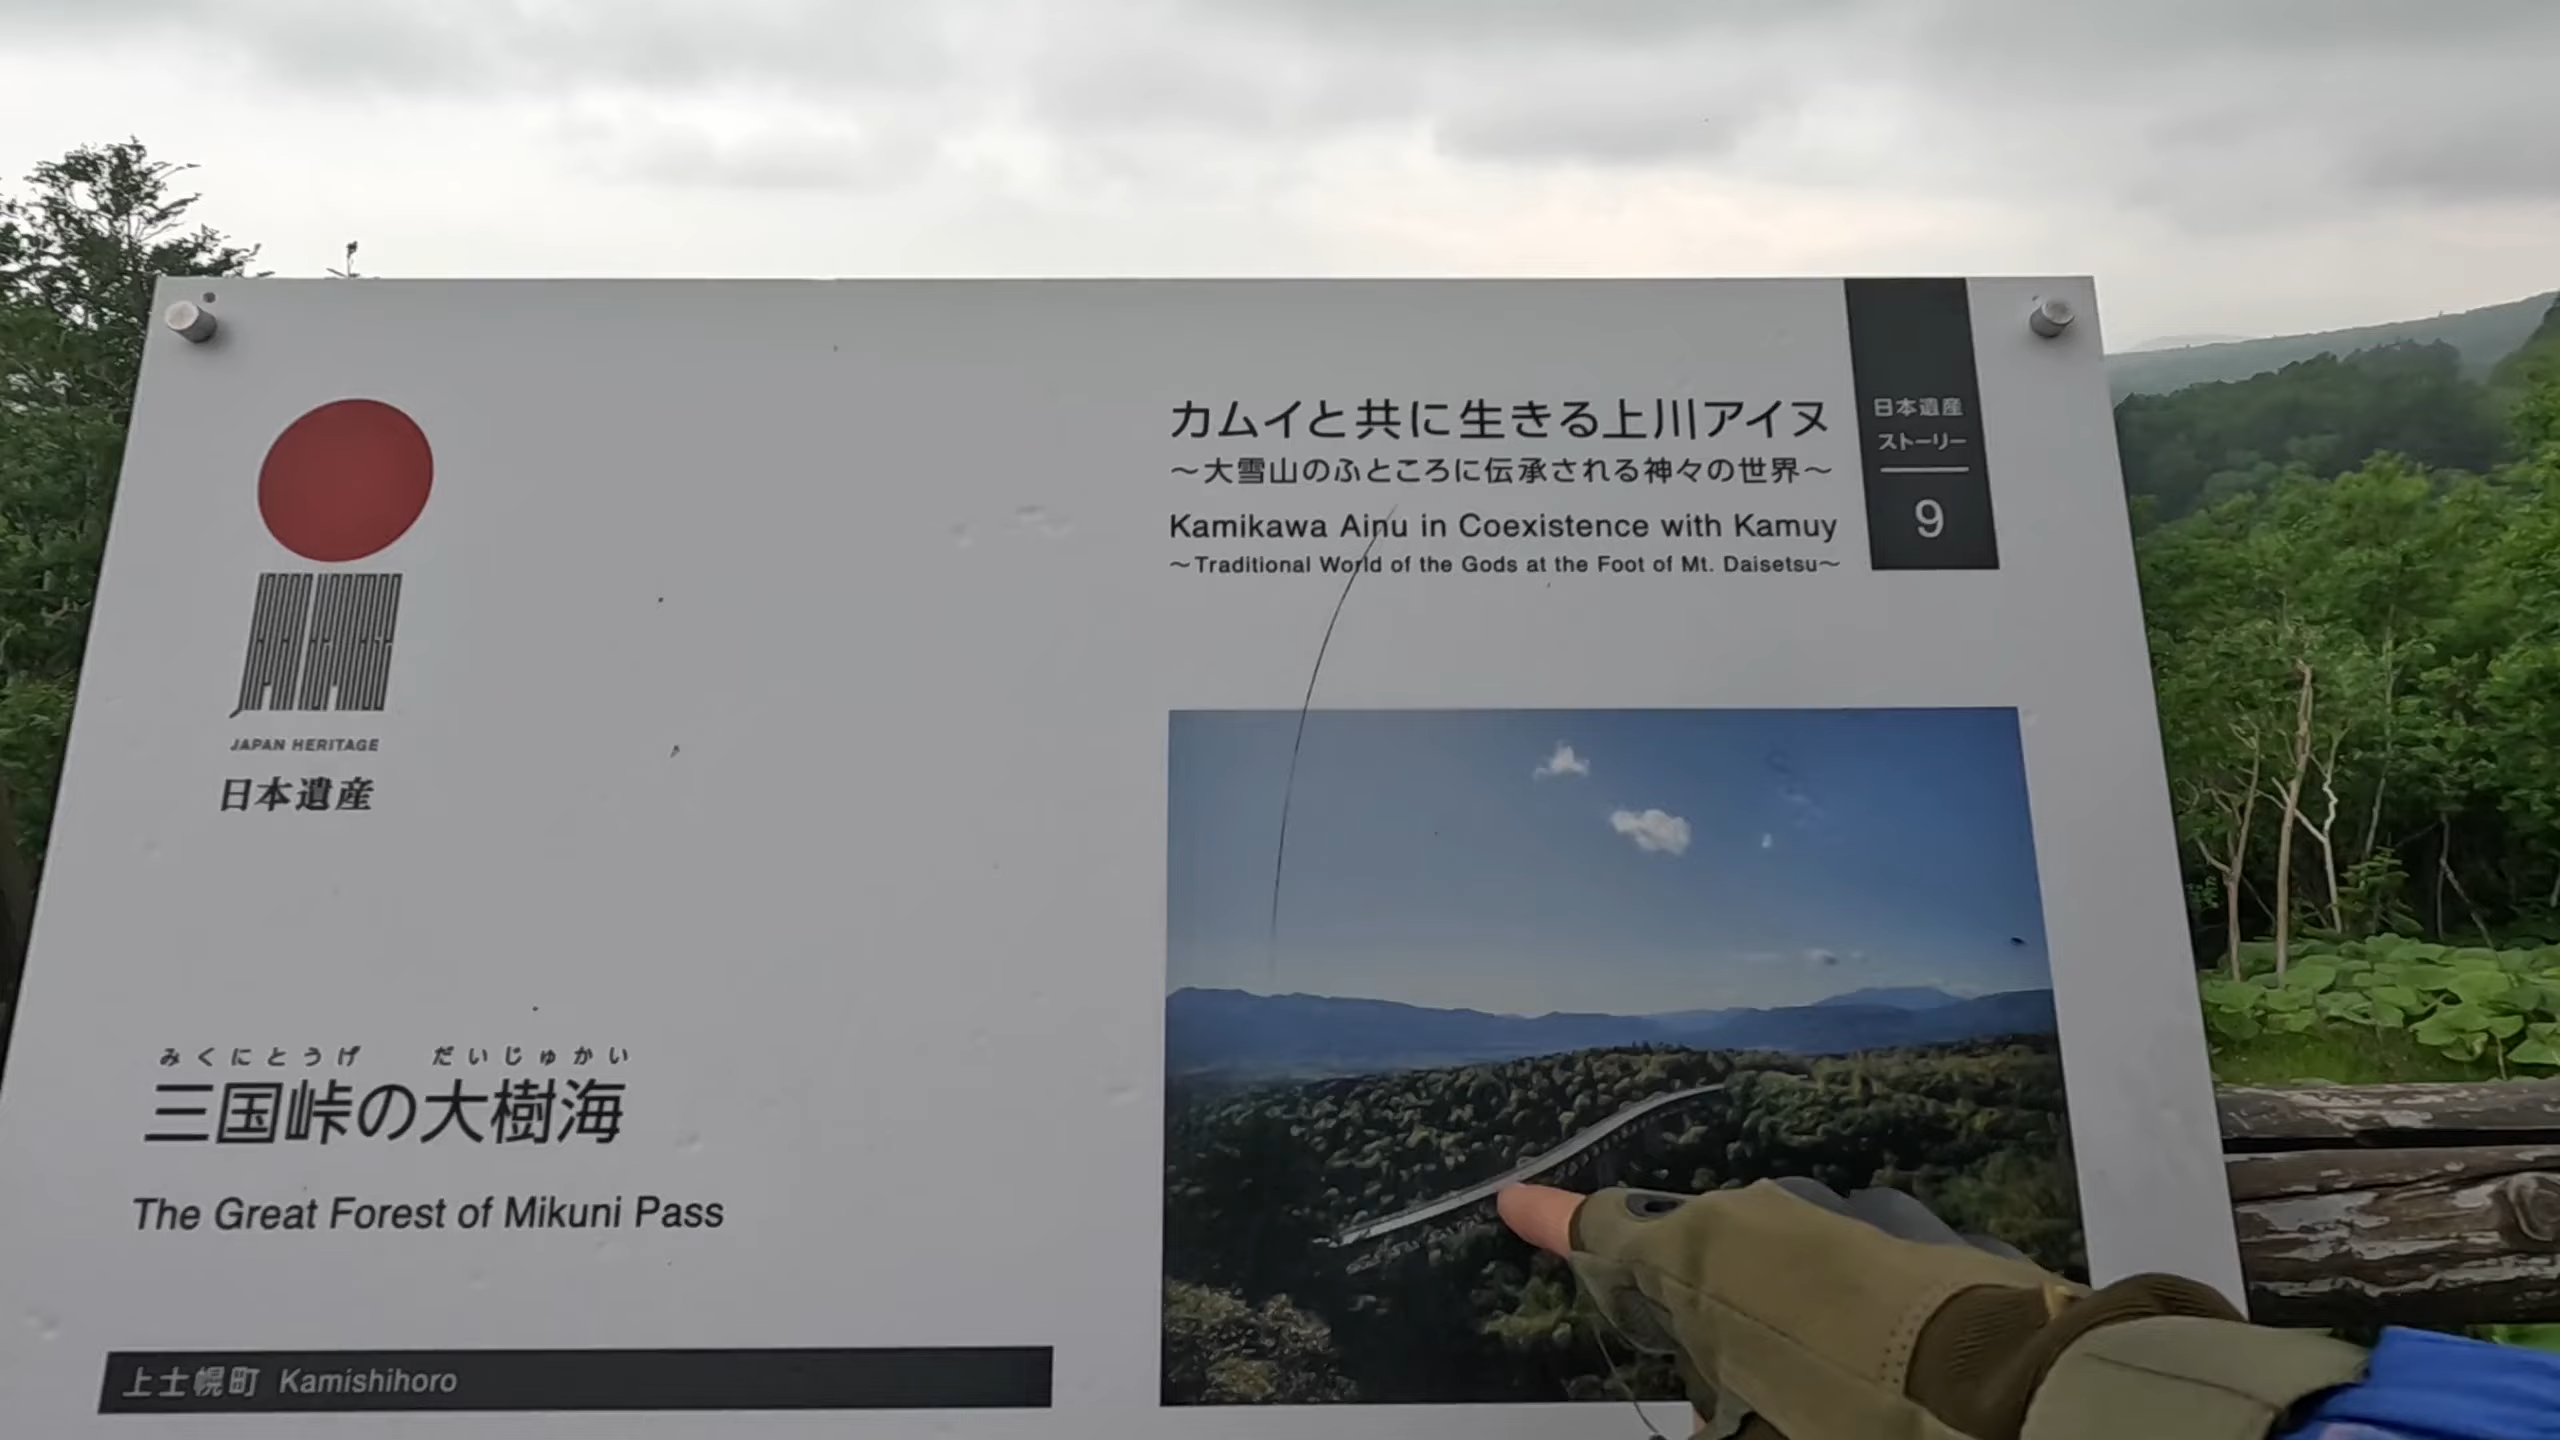 カムイと共に生きる上川アイヌ
～大雪山のふところに伝承される神々の世界～
Kamikawa Ainu in Coexistence with Kamuy
～Traditional World of the Gods at the Foot of Mt. Daisetsu～
日本遺産
ストーリー
9
JAPAN HERITAGE
JAPAN HERITAGE
日本遺産
みくにとうげ だいじゅかい
三国峠の大樹海
The Great Forest of Mikuni Pass
上士幌町 Kamishihoro